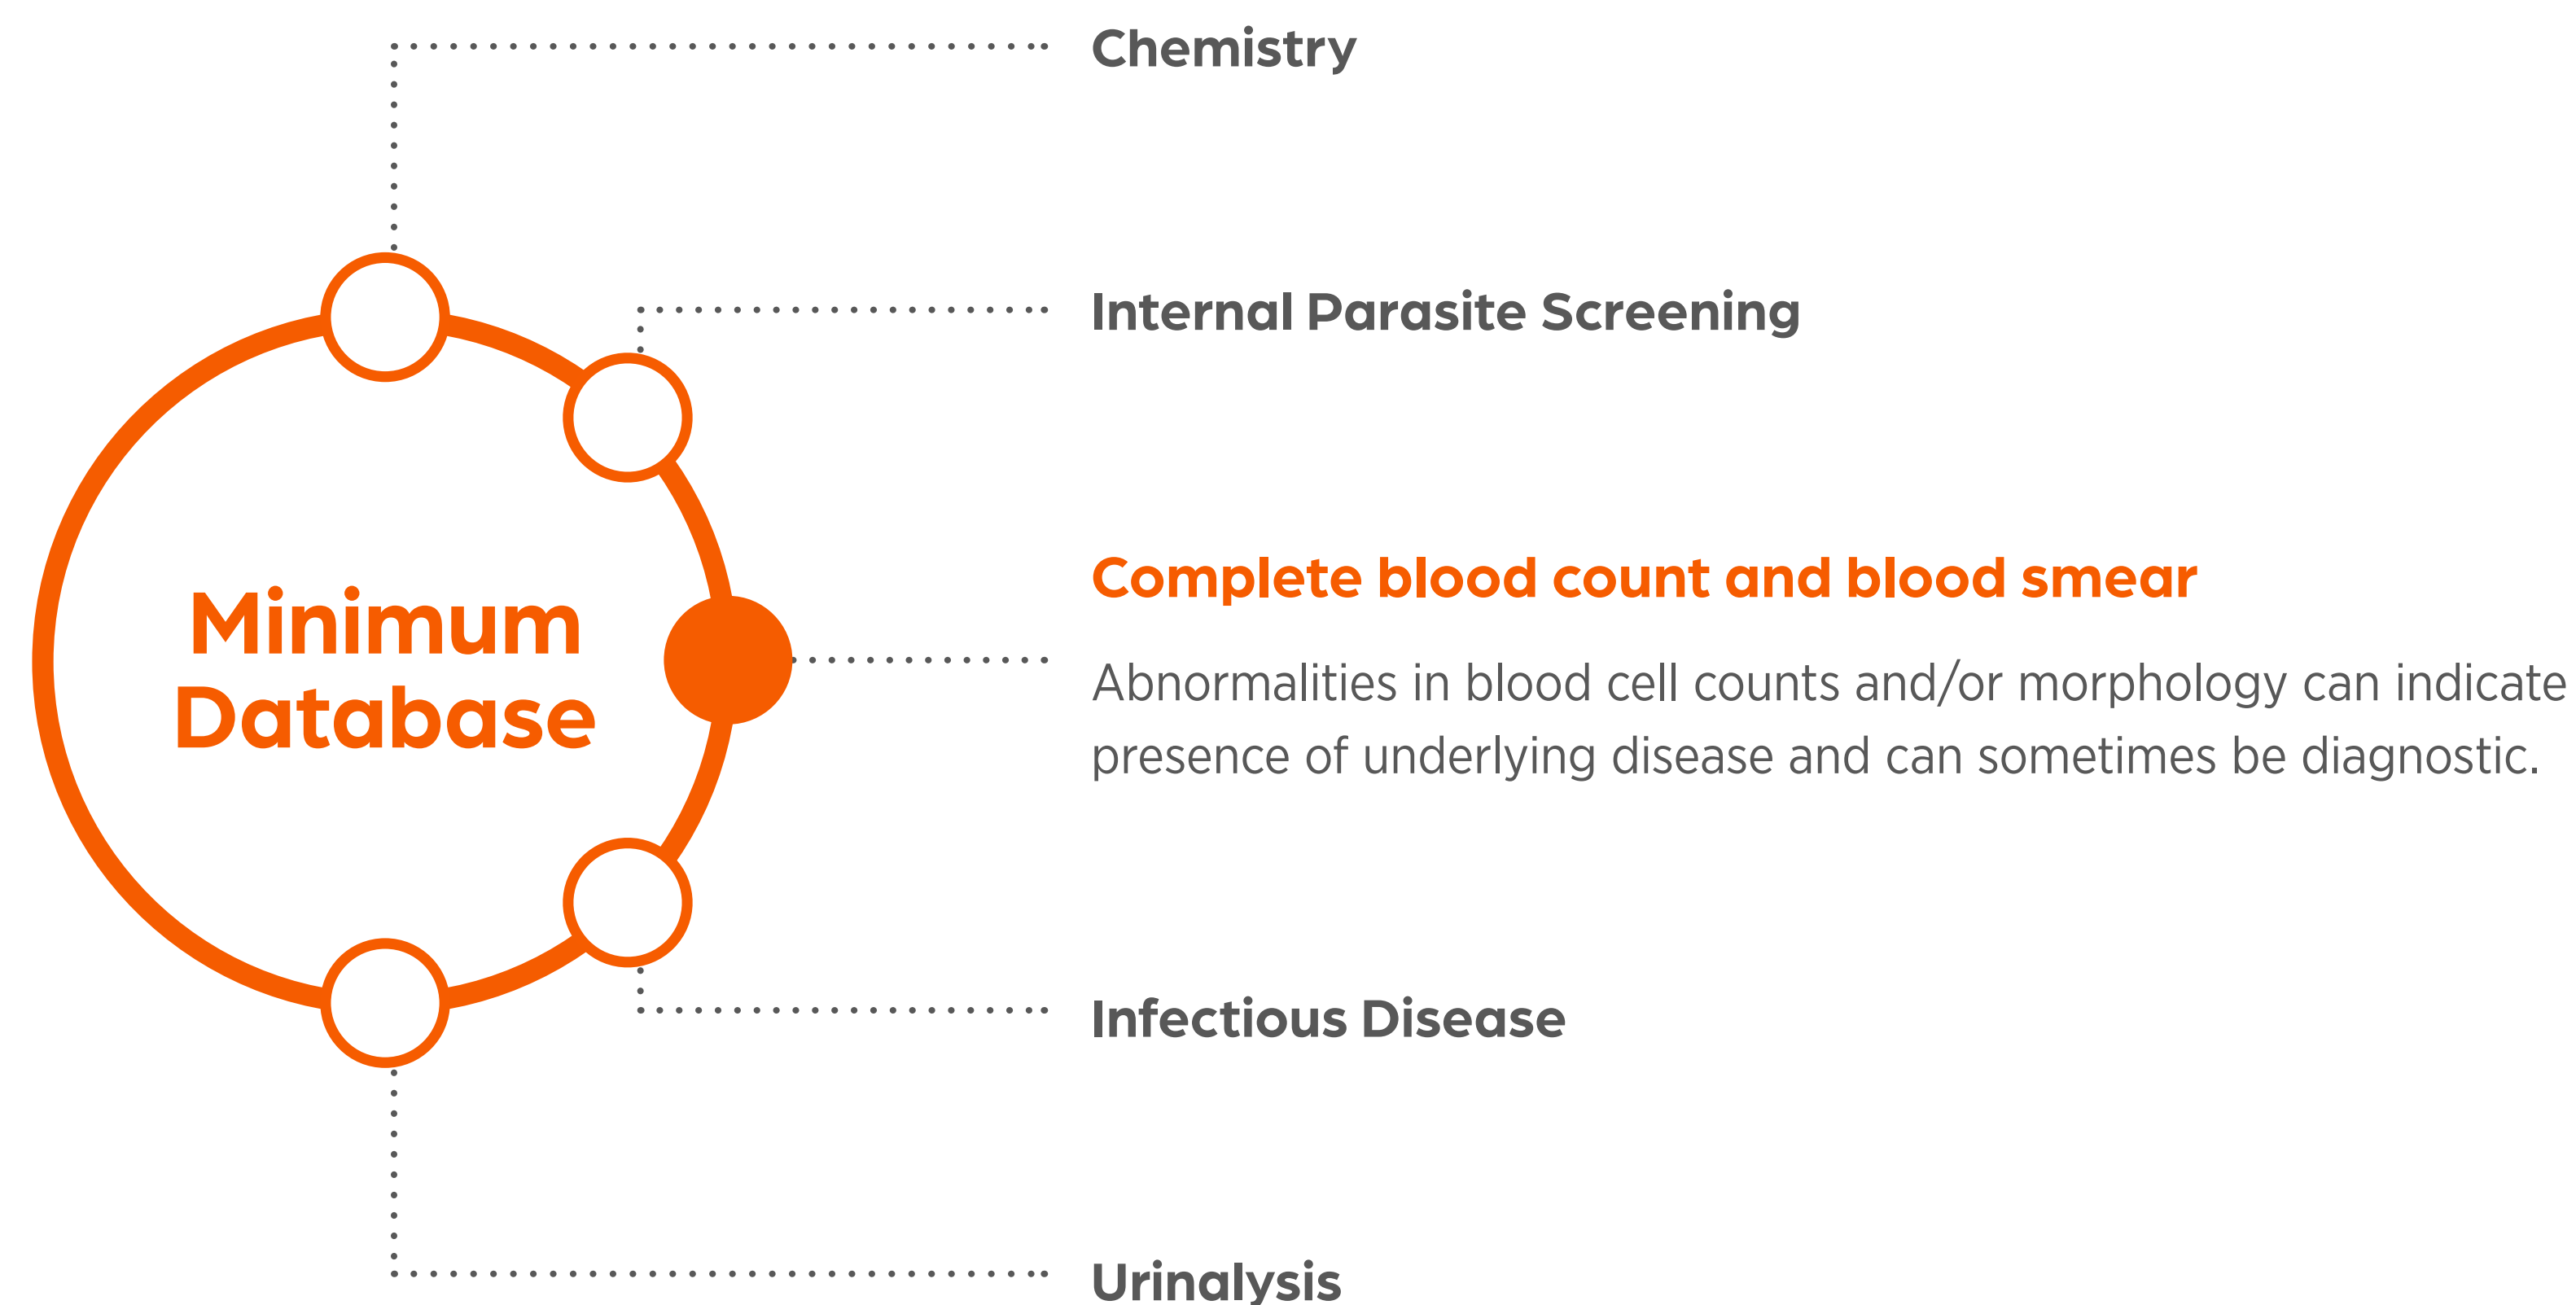 Chemistry
Internal Parasite Screening
Minimum
Database
Complete blood count and blood smear
Abnormalities in blood cell counts and/or morphology can indicate
presence of underlying disease and can sometimes be diagnostic.
Infectious Disease
Urinalysis